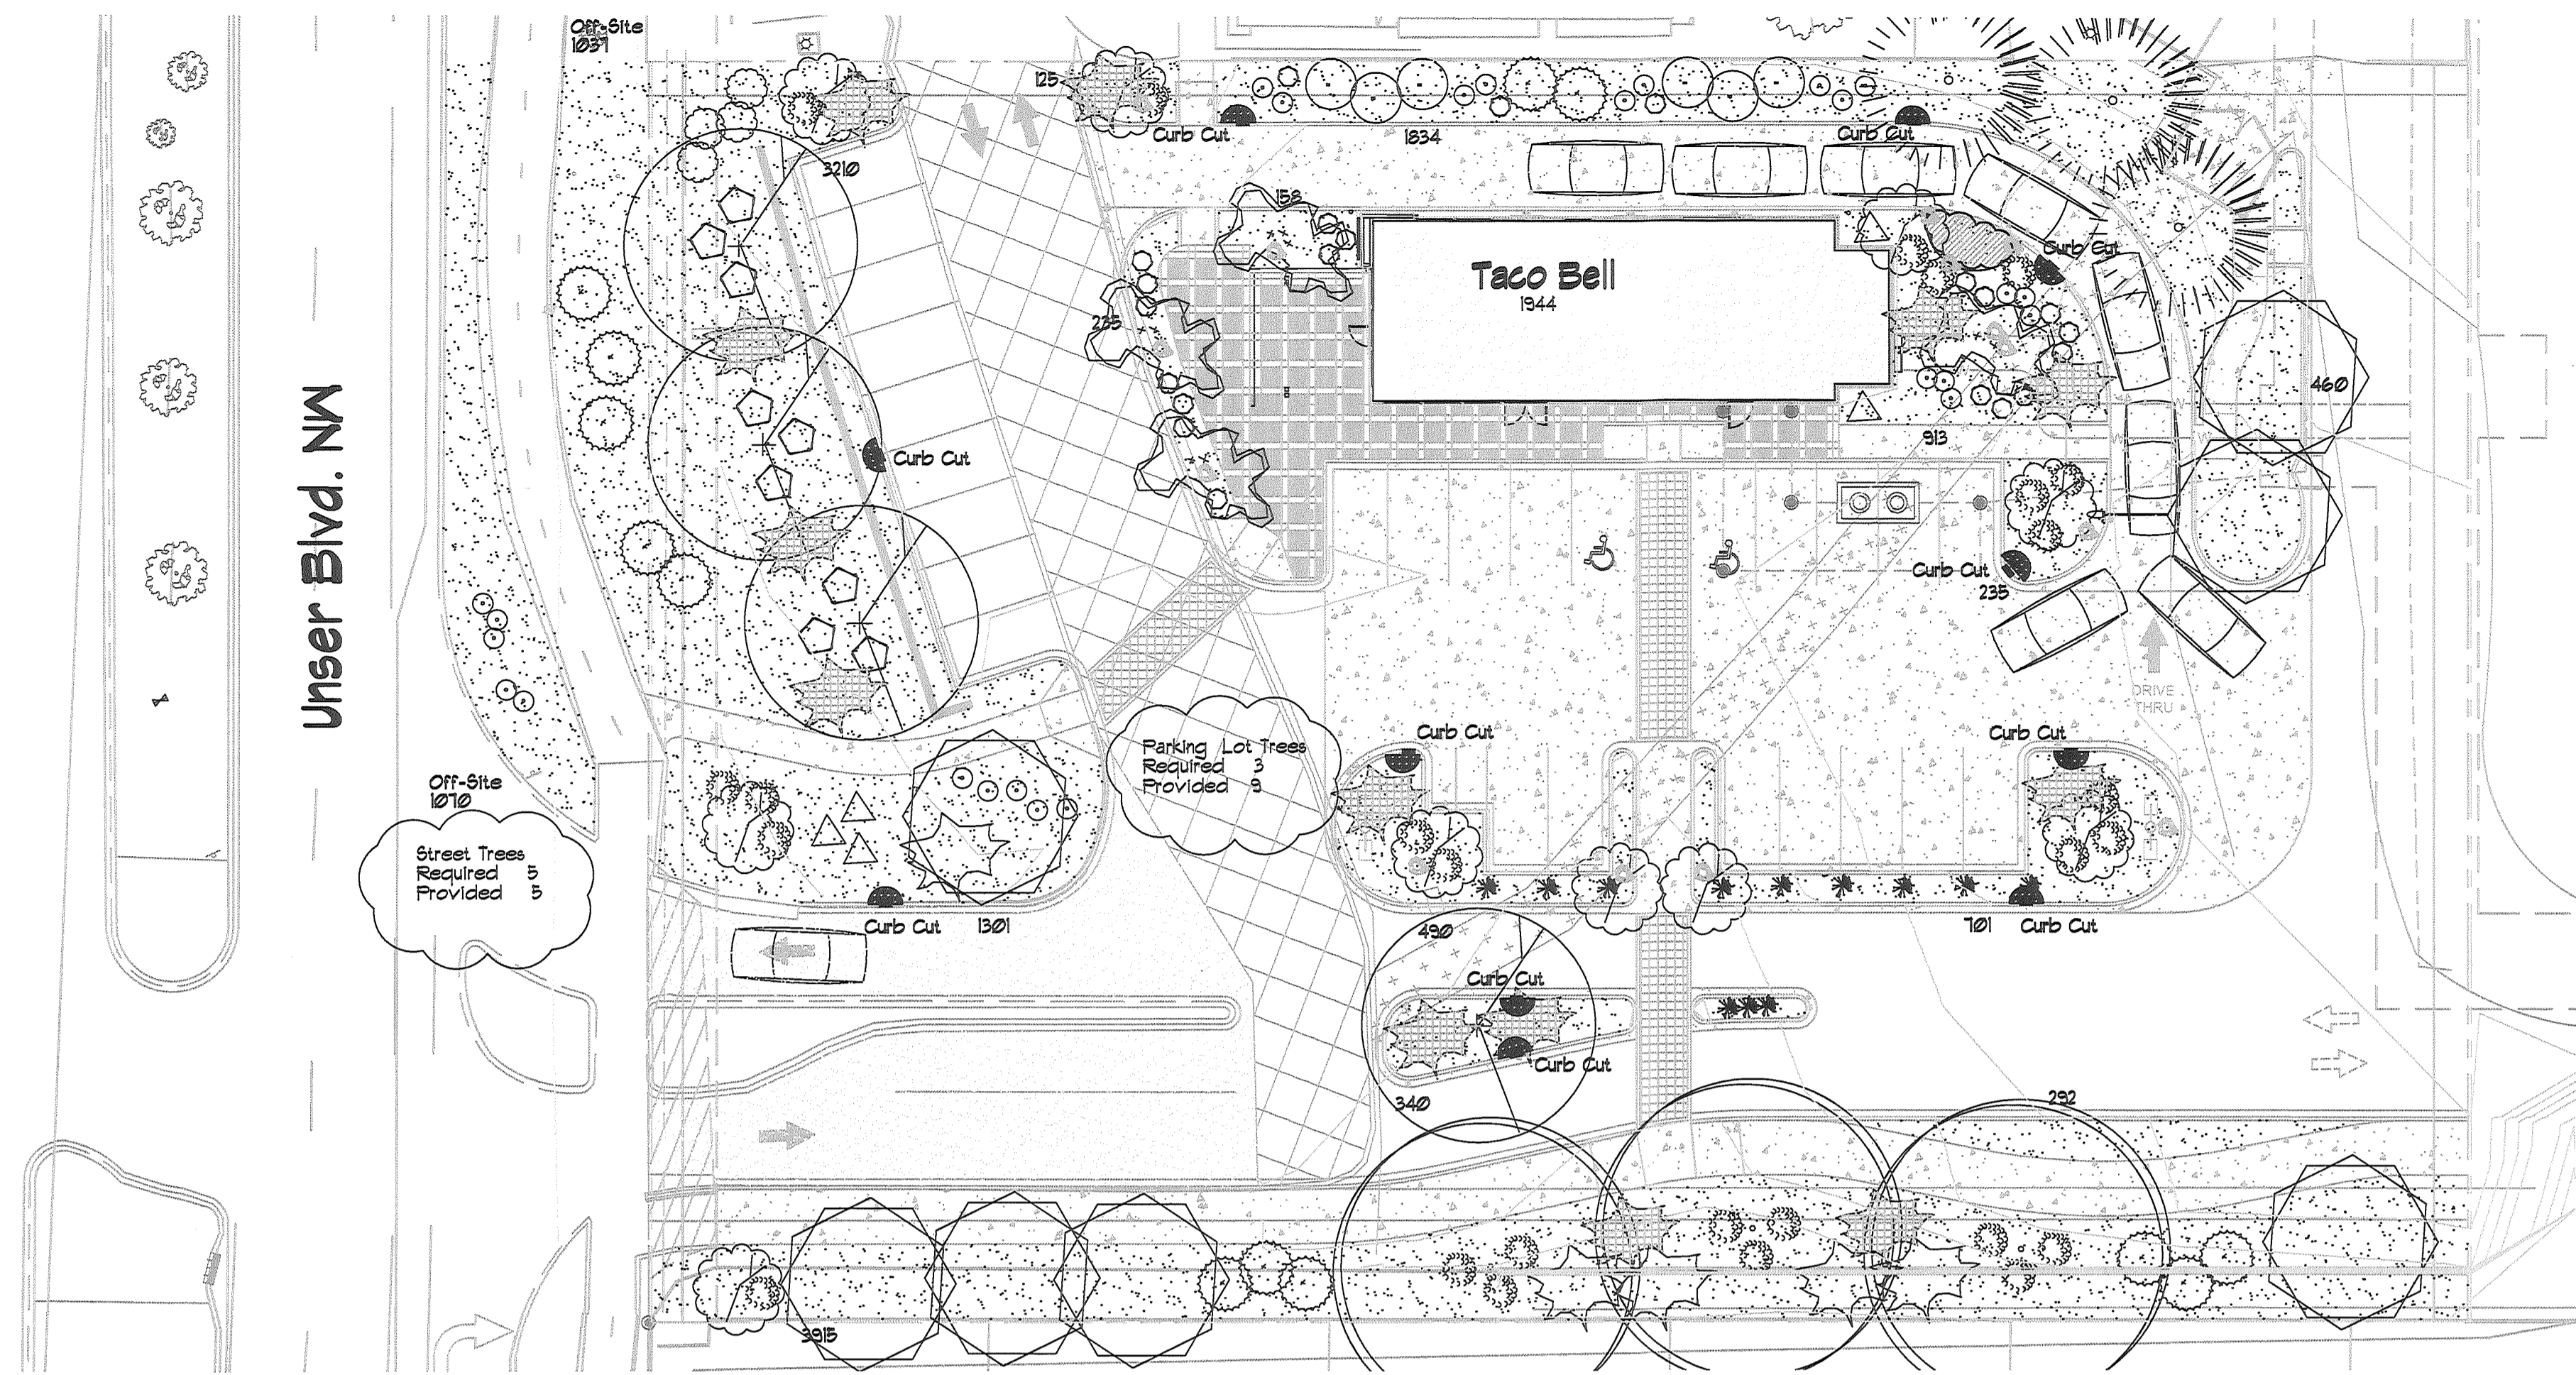 Off-Site
1037
125
Curb Cut
1834
Curb Cut
3210
158
Curb Cut
Taco Bell
1944
235
460
913
Curb Cut
Unser Blvd. NW
Curb Cut
235
DRIVE
THRU
Curb Cut
Curb Cut
Parking Lot Trees
Required 3
Provided 9
Off-Site
1070
Street Trees
Required 5
Provided 5
Curb Cut
1301
490
701
Curb Cut
Curb Cut
Curb Cut
340
292
3915